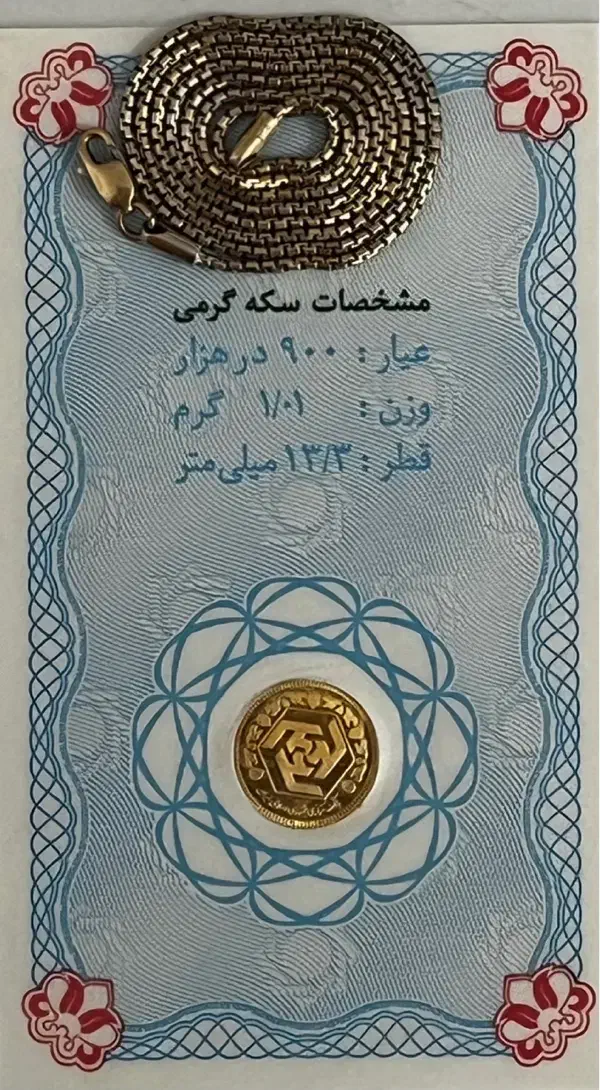 مشخصات سکه گرمی
عیار : ۹۰۰ در هزار
وزن : ۱/۰۱ گرم
قطر : ۱۳/۳ میلی‌متر